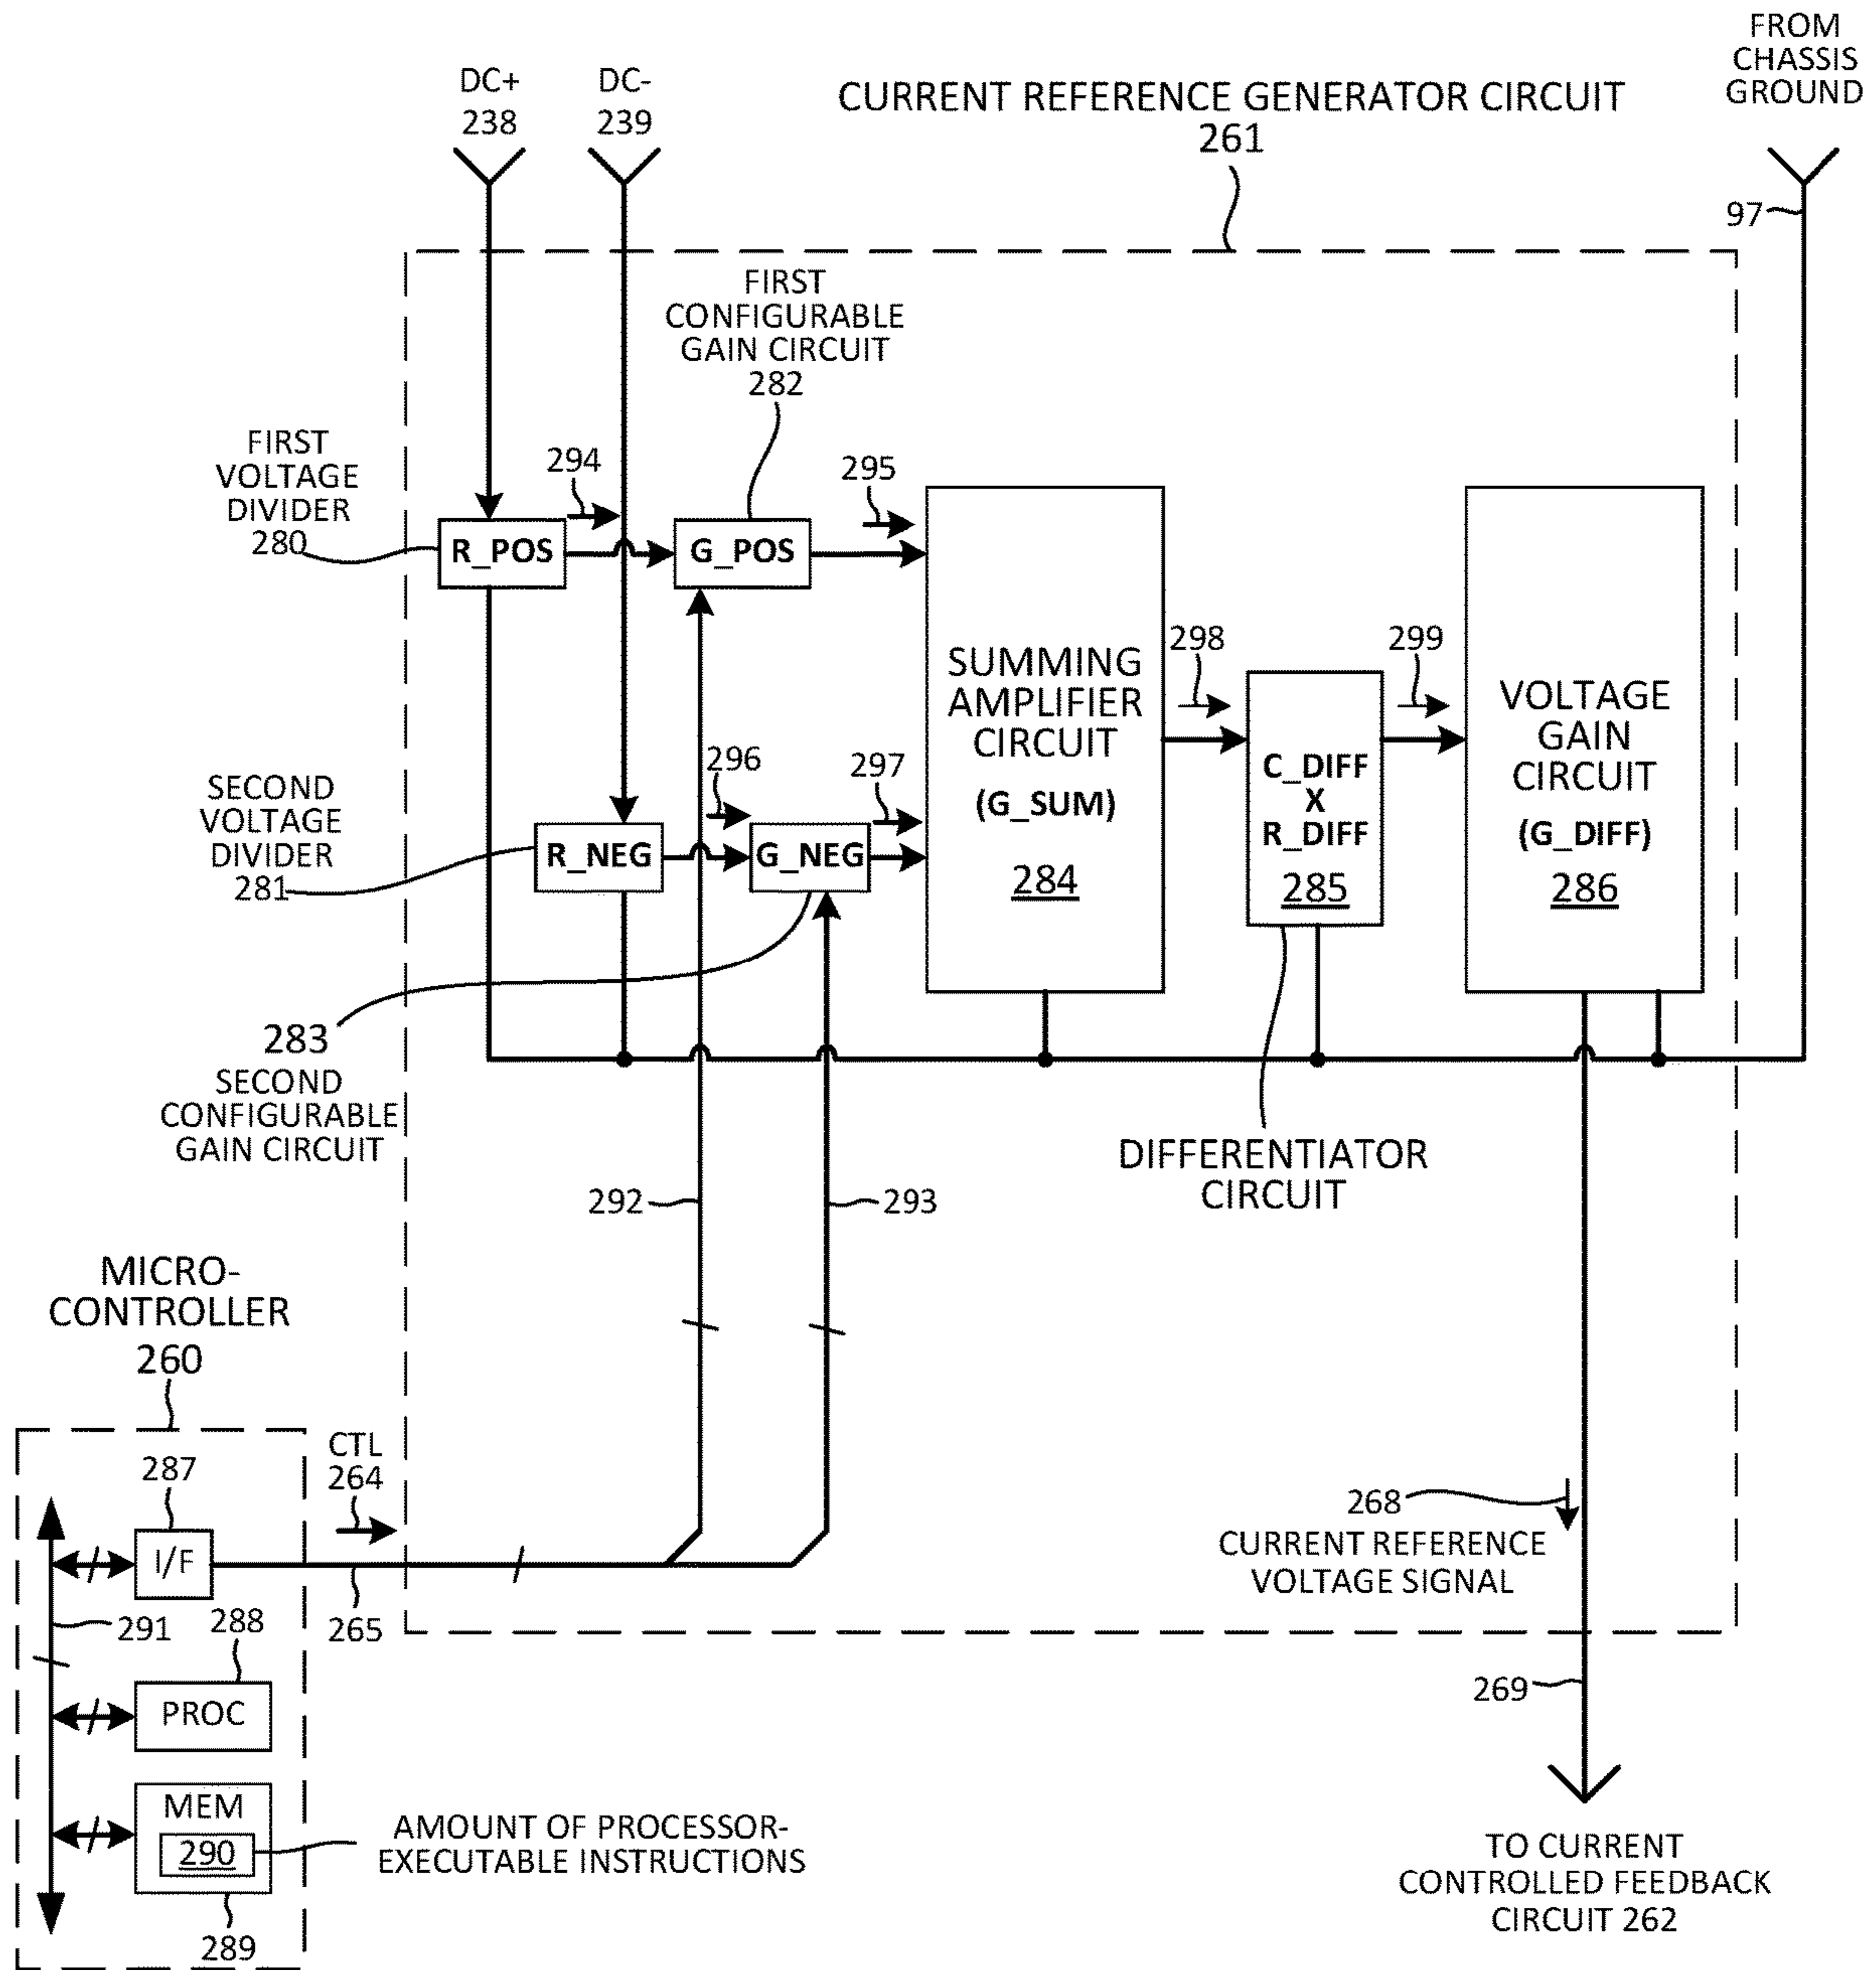 FROM
CHASSIS
GROUND
DC+
238
DC-
239
CURRENT REFERENCE GENERATOR CIRCUIT
261
97
FIRST
CONFIGURABLE
GAIN CIRCUIT
282
FIRST
VOLTAGE
DIVIDER
280
294
295
R_POS
G_POS
SUMMING
AMPLIFIER
CIRCUIT
(G_SUM)
284
298
299
C_DIFF
X
R_DIFF
285
VOLTAGE
GAIN
CIRCUIT
(G_DIFF)
286
SECOND
VOLTAGE
DIVIDER
281
296
297
R_NEG
G_NEG
283
SECOND
CONFIGURABLE
GAIN CIRCUIT
DIFFERENTIATOR
CIRCUIT
292
293
MICRO-
CONTROLLER
260
CTL
264
287
I/F
291
288
265
268
CURRENT REFERENCE
VOLTAGE SIGNAL
PROC
269
MEM
290
AMOUNT OF PROCESSOR-
EXECUTABLE INSTRUCTIONS
289
TO CURRENT
CONTROLLED FEEDBACK
CIRCUIT 262